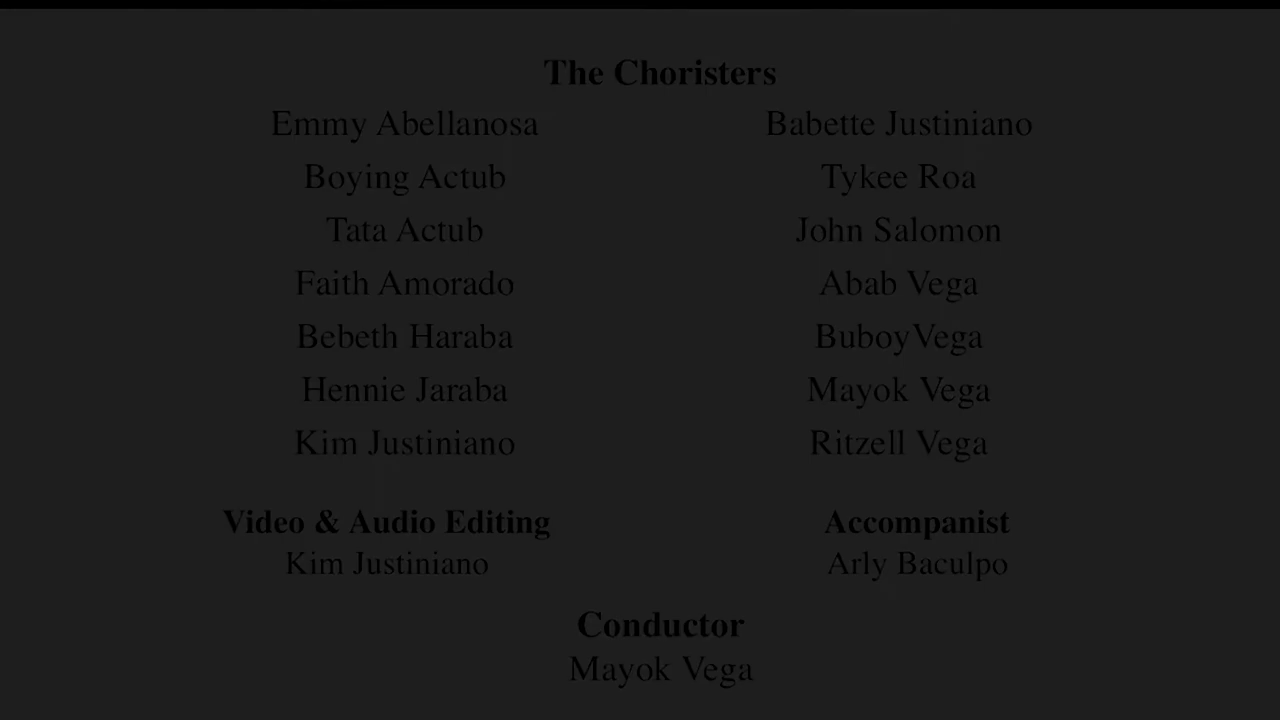 The Choristers
Emmy Abellanosa
Boying Actub
Tata Actub
Faith Amorado
Bebeth Haraba
Hennie Jaraba
Kim Justiniano
Babette Justiniano
Tykee Roa
John Salomon
Abab Vega
BuboyVega
Mayok Vega
Ritzell Vega
Video & Audio Editing
Kim Justiniano
Accompanist
Arly Baculpo
Conductor
Mayok Vega